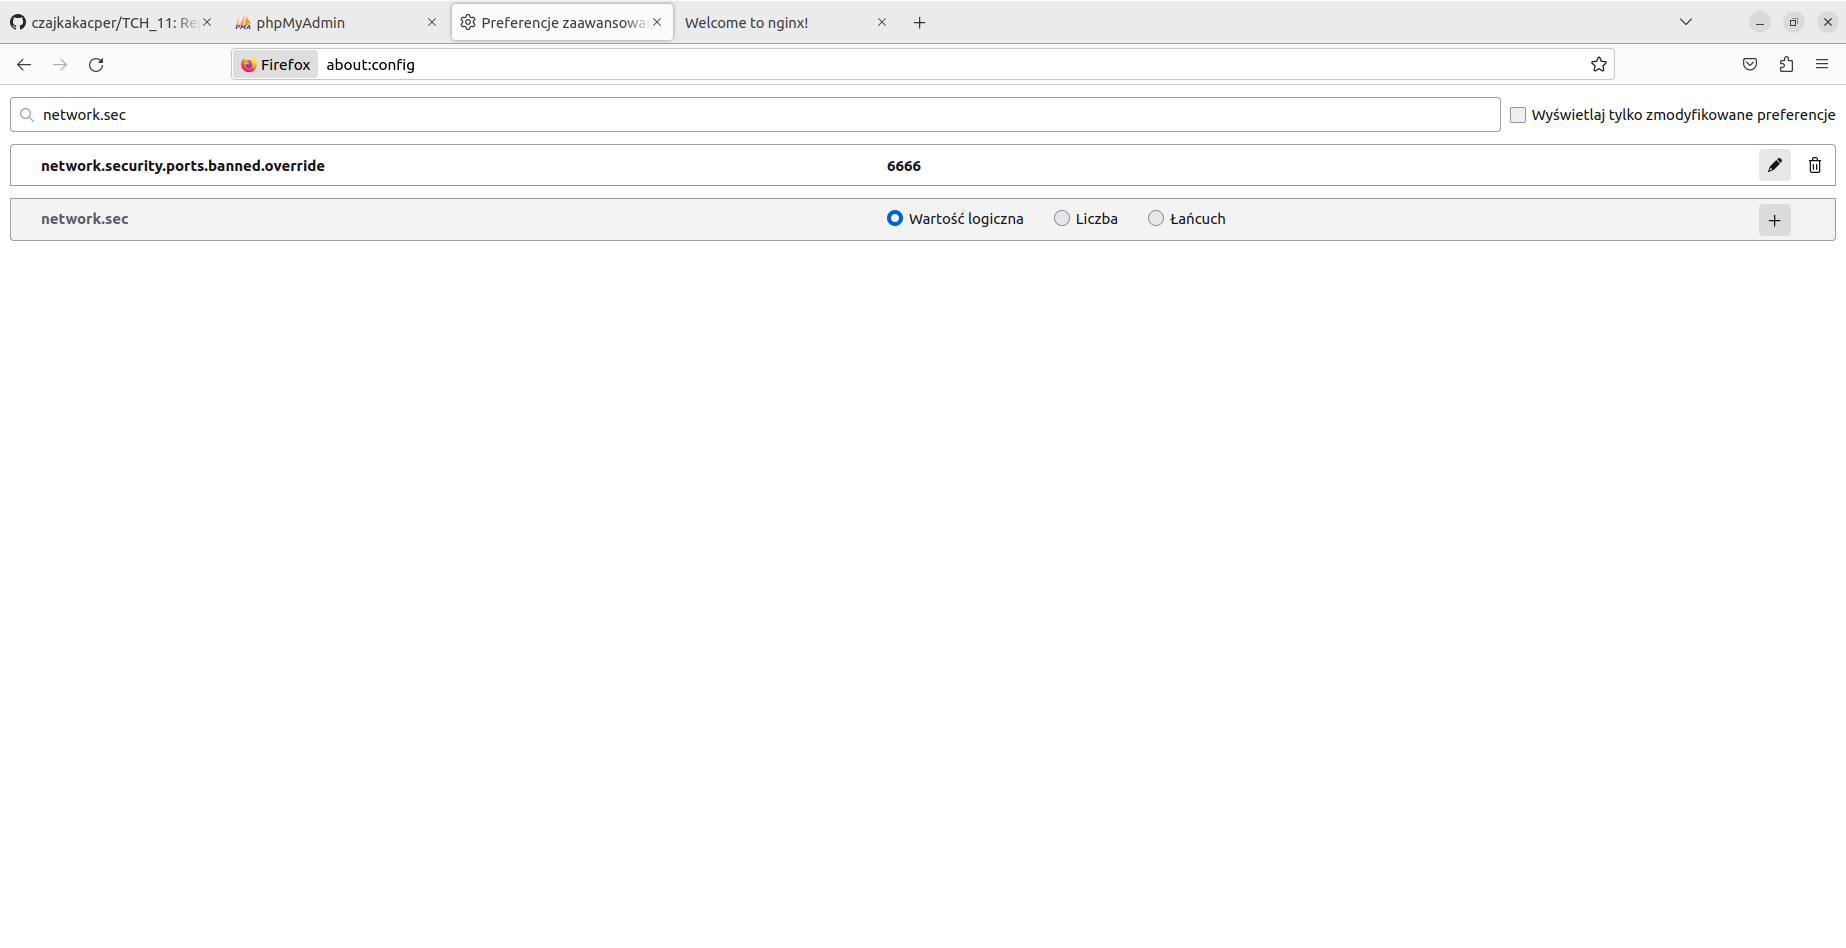 czajkakacper/TCH_11: Re
phpMyAdmin
Preferencje zaawansowa
Welcome to nginx!
Firefox
about:config
network.sec
Wyświetlaj tylko zmodyfikowane preferencje
network.security.ports.banned.override
6666
network.sec
Wartość logiczna
Liczba
Łańcuch